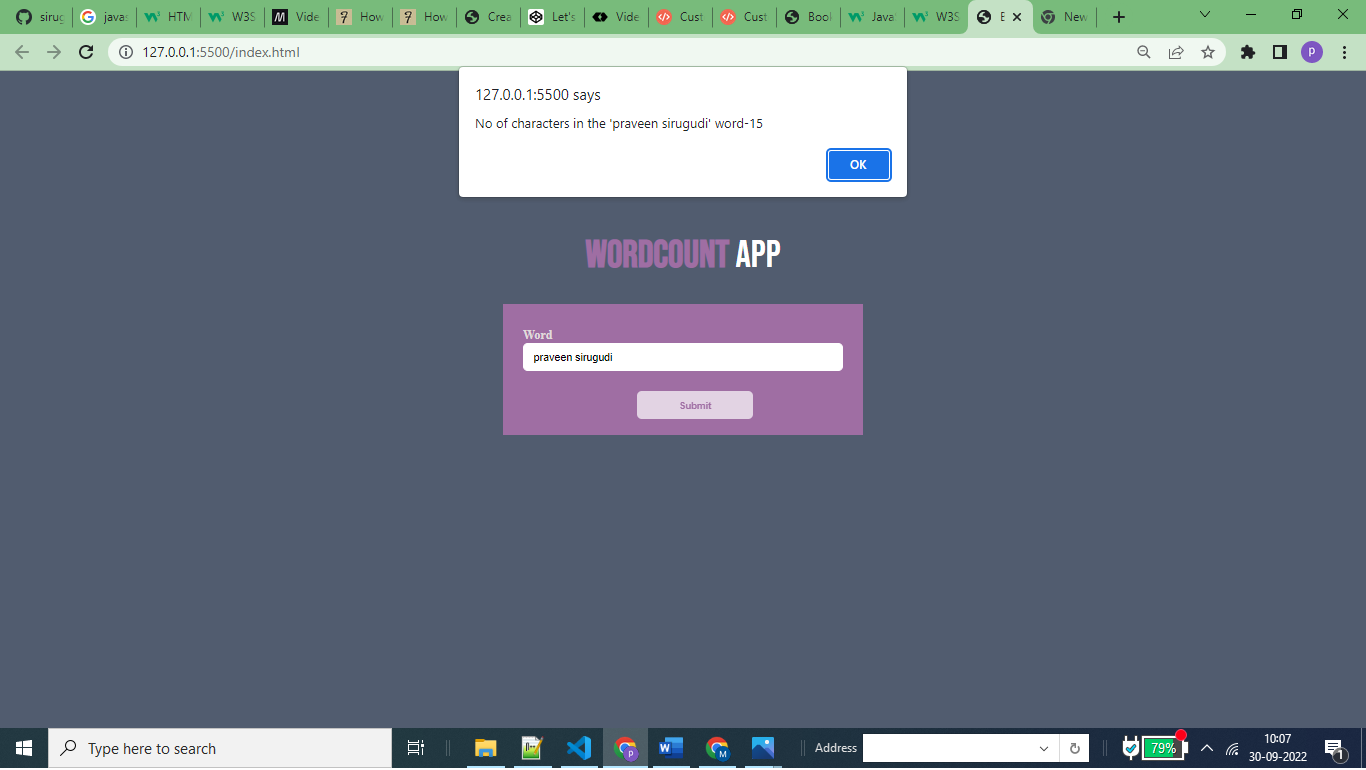 sirug
javas
HTM
W3S
Vide
How
How
Crea
Let's
Vide
Cust
Cust
Book
Java
W3S
New
127.0.0.1:5500/index.html
P
127.0.0.1:5500 says
No of characters in the 'praveen sirugudi' word-15
OK
WORDCOUNT APP
Word
praveen sirugudi
Submit
Type here to search
Address
79%
10:07
30-09-2022
1